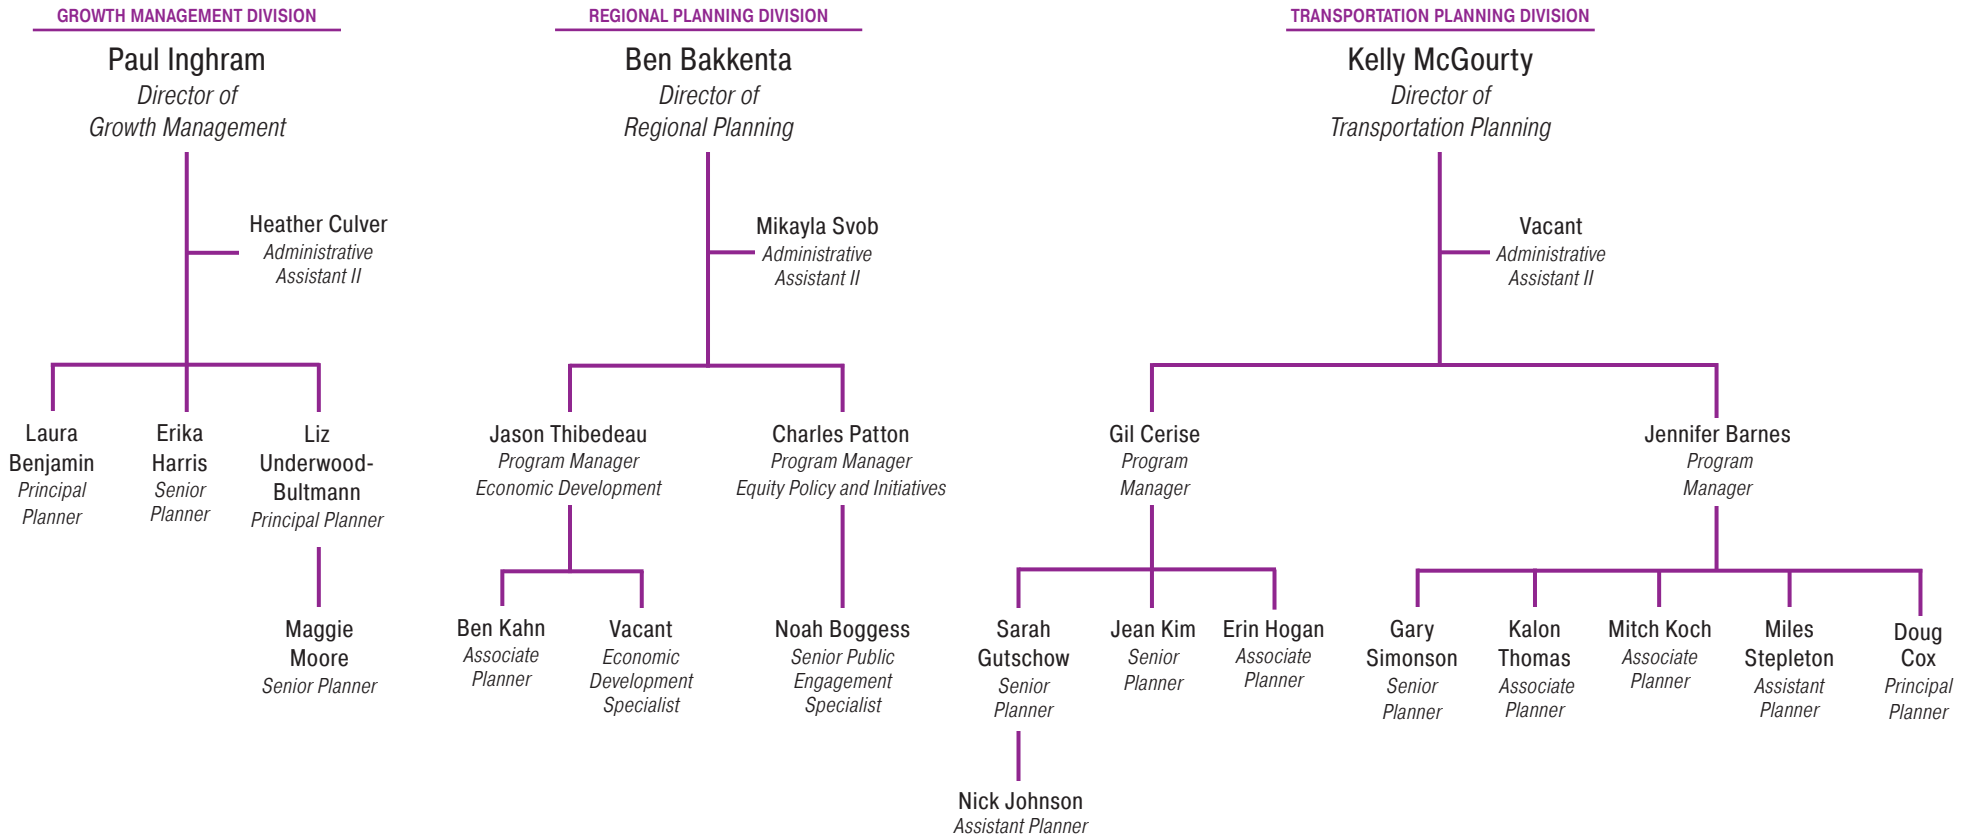 GROWTH MANAGEMENT DIVISION
Paul Inghram
Director of
Growth Management
Heather Culver
Administrative
Assistant II
Laura
Benjamin
Principal
Planner
Erika
Harris
Senior
Planner
Liz
Underwood-
Bultmann
Principal Planner
Maggie
Moore
Senior Planner
REGIONAL PLANNING DIVISION
Ben Bakkenta
Director of
Regional Planning
Mikayla Svob
Administrative
Assistant II
Jason Thibedeau
Program Manager
Economic Development
Ben Kahn
Associate
Planner
Vacant
Economic
Development
Specialist
Charles Patton
Program Manager
Equity Policy and Initiatives
Noah Boggess
Senior Public
Engagement
Specialist
TRANSPORTATION PLANNING DIVISION
Kelly McGourty
Director of
Transportation Planning
Vacant
Administrative
Assistant II
Gil Cerise
Program
Manager
Sarah
Gutschow
Senior
Planner
Nick Johnson
Assistant Planner
Jean Kim
Senior
Planner
Erin Hogan
Associate
Planner
Jennifer Barnes
Program
Manager
Gary
Simonson
Senior
Planner
Kalon
Thomas
Associate
Planner
Mitch Koch
Associate
Planner
Miles
Stepleton
Assistant
Planner
Doug
Cox
Principal
Planner